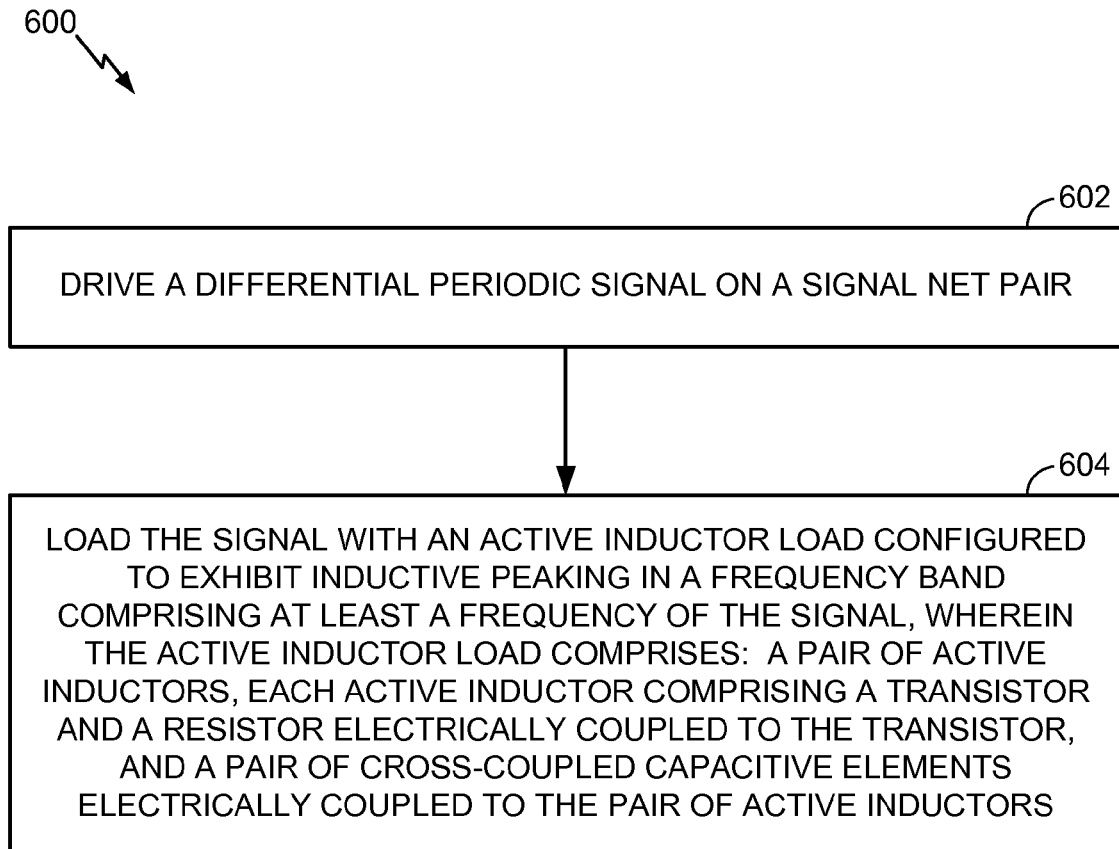 600
602
DRIVE A DIFFERENTIAL PERIODIC SIGNAL ON A SIGNAL NET PAIR
604
LOAD THE SIGNAL WITH AN ACTIVE INDUCTOR LOAD CONFIGURED
TO EXHIBIT INDUCTIVE PEAKING IN A FREQUENCY BAND
COMPRISING AT LEAST A FREQUENCY OF THE SIGNAL, WHEREIN
THE ACTIVE INDUCTOR LOAD COMPRISES: A PAIR OF ACTIVE
INDUCTORS, EACH ACTIVE INDUCTOR COMPRISING A TRANSISTOR
AND A RESISTOR ELECTRICALLY COUPLED TO THE TRANSISTOR,
AND A PAIR OF CROSS-COUPLED CAPACITIVE ELEMENTS
ELECTRICALLY COUPLED TO THE PAIR OF ACTIVE INDUCTORS